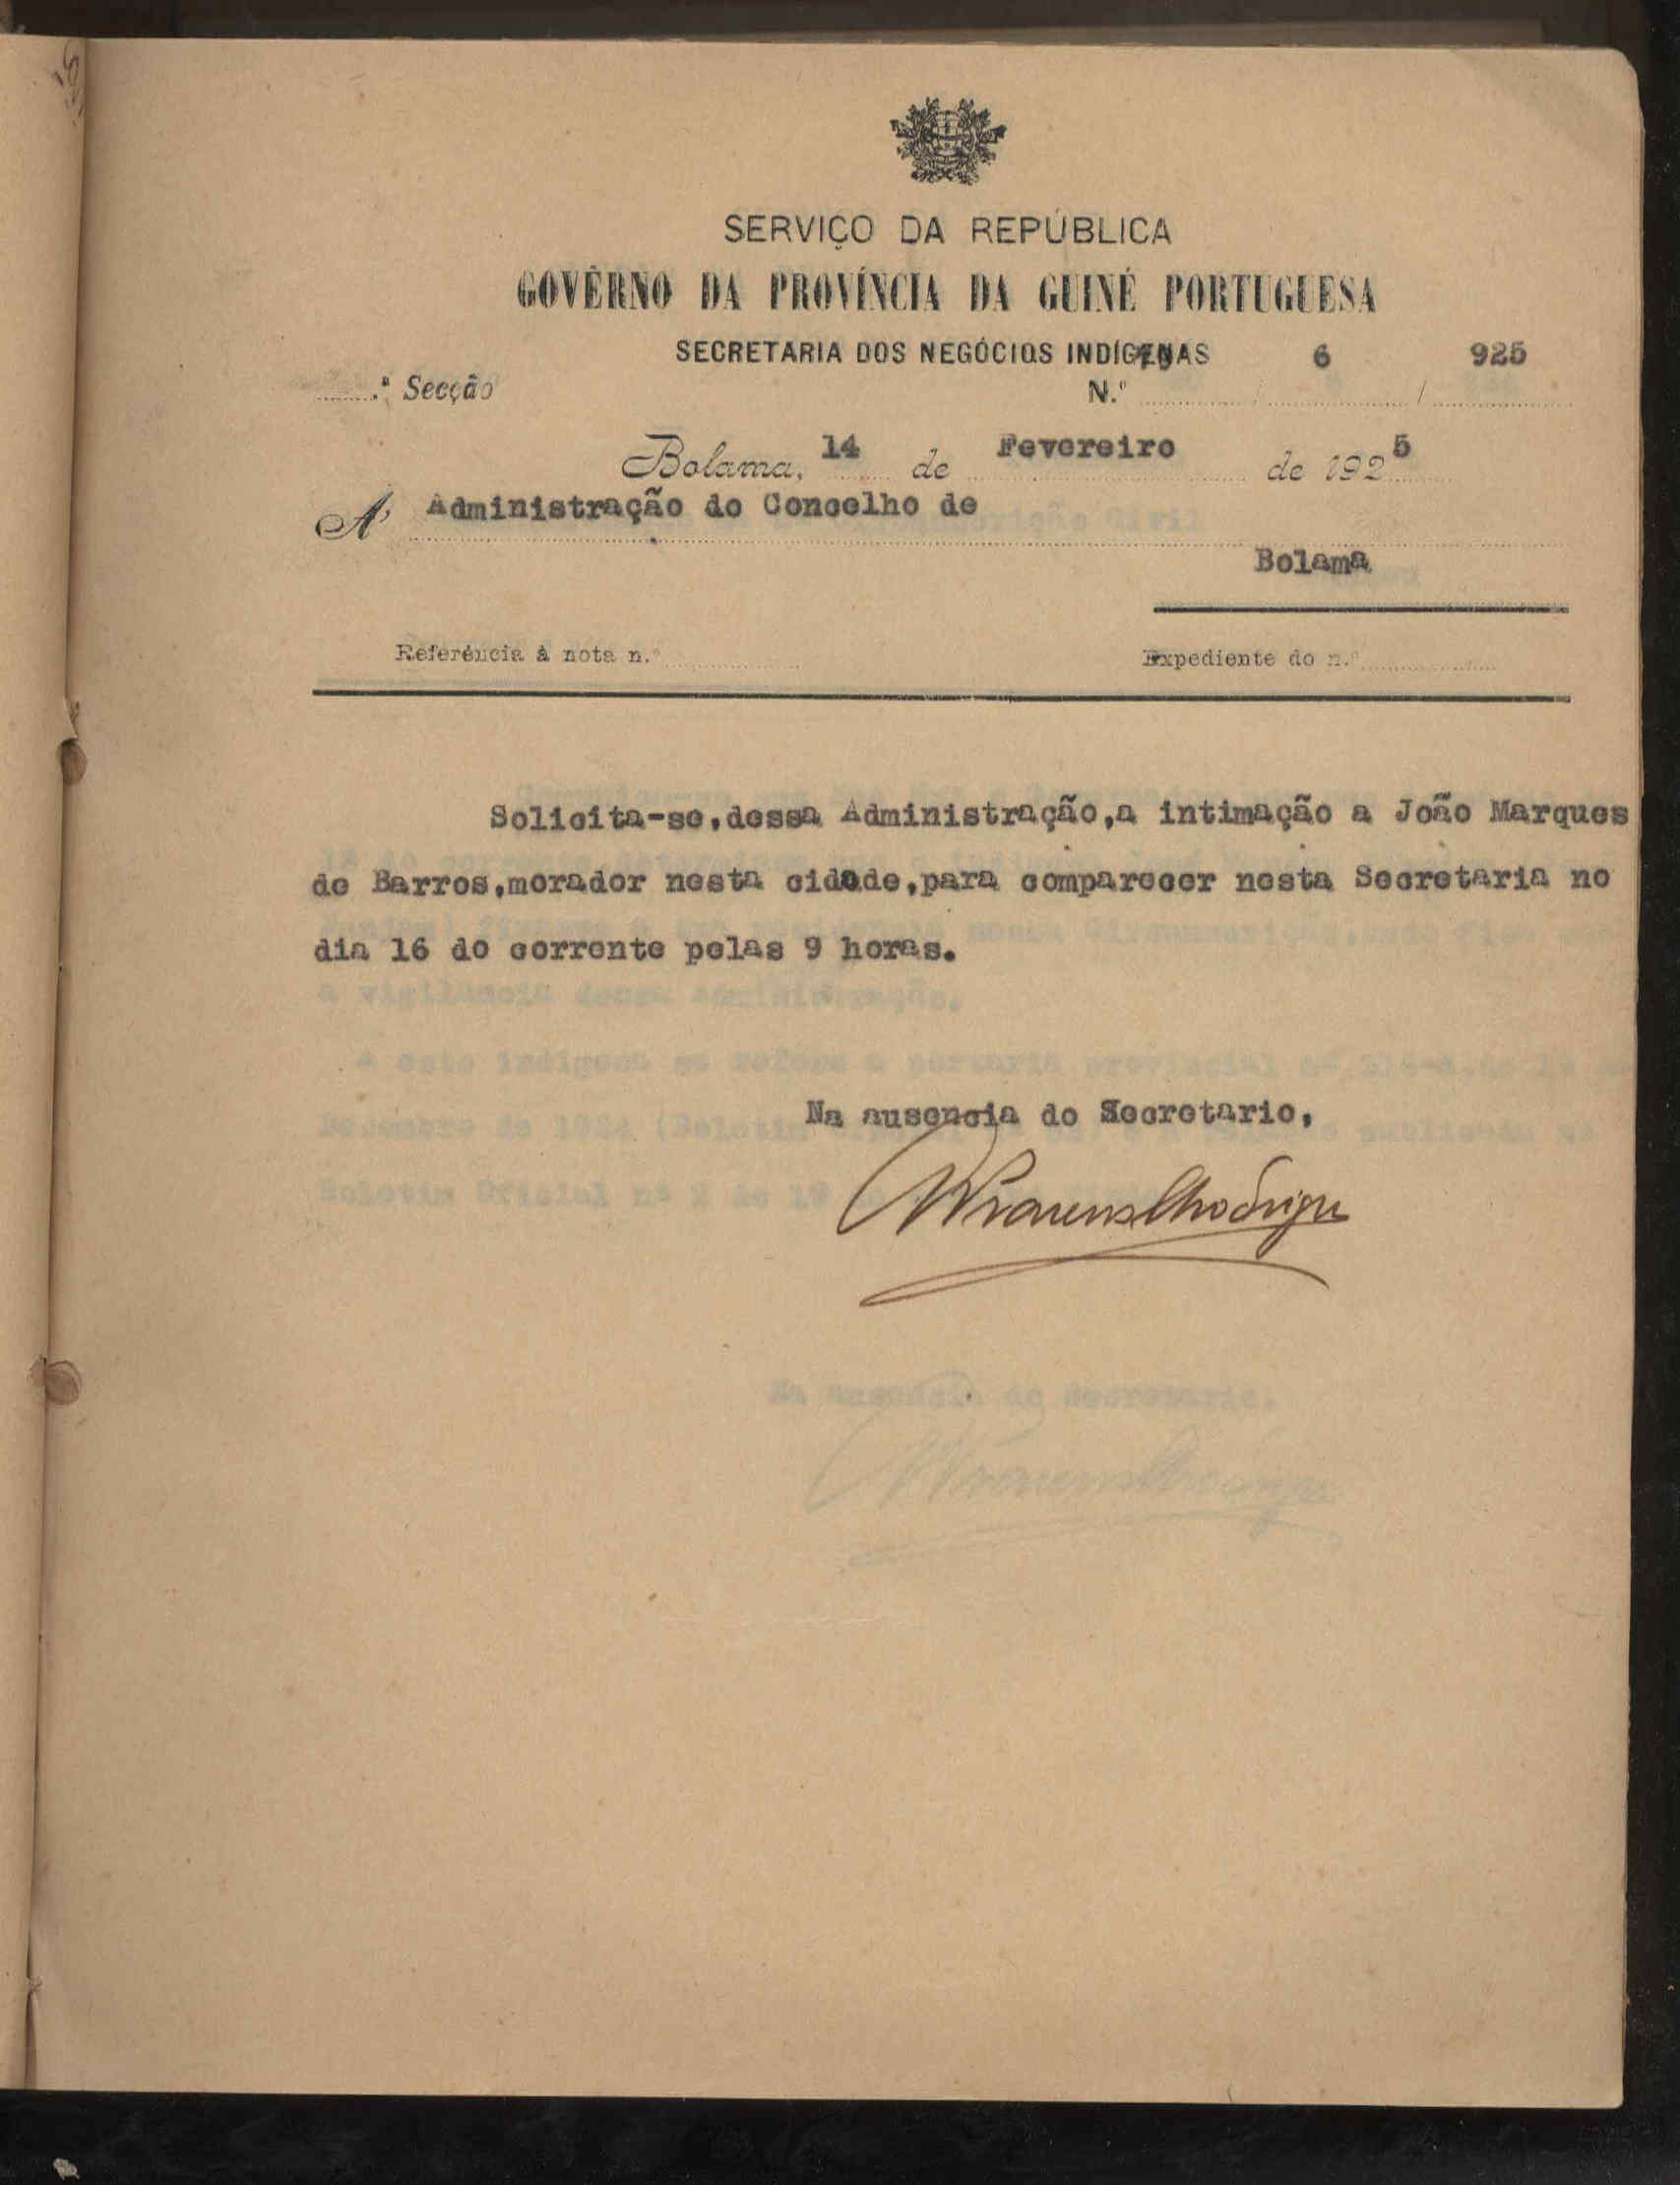 SERVIÇO DA REPÚBLICA
GOVÊRNO DA PROVÍNCIA DA GUINÉ PORTUGUESA
SECRETARIA DOS NEGÓCIOS INDÍGENAS 6 925
.ª Secção N.º / /
Bolama, 14 de Fevereiro de 1925
A' Administração do Concelho de
Bolama
Referência à nota n.º Expediente do n.º
Solicita-se,dessa Administração,a intimação a João Marques
de Barros,morador nesta cidade,para comparecer nesta Secretaria no
dia 16 do corrente pelas 9 horas.
Na ausencia do Secretario,